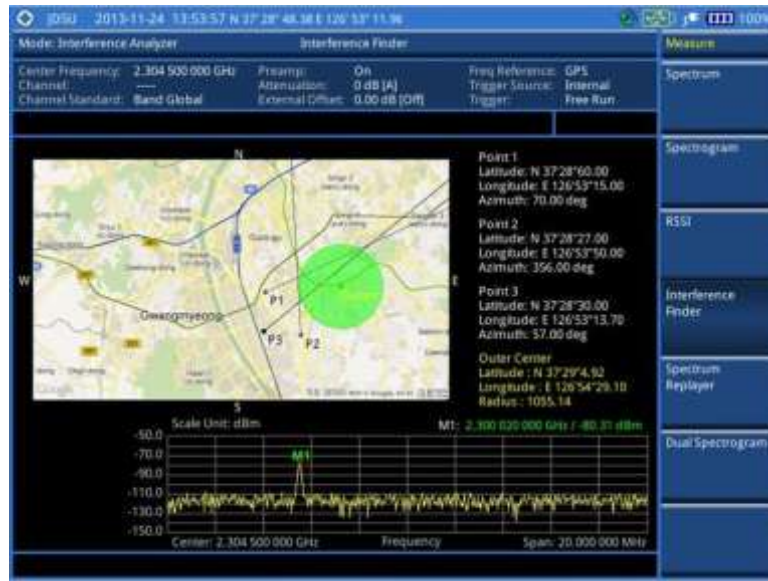 JDSU 2013-11-24 13:53:57 N 37° 28" 48.38 E 126° 53" 11.96 100%
Mode: Interference Analyzer Interference Finder
Measure
Center Frequency: 2.304 500 000 GHz Preamp: On Freq Reference: GPS
Channel: ---- Attenuation: 0 dB [A] Trigger Source: Internal
Channel Standard: Band Global External Offset: 0.00 dB [Off] Trigger: Free Run
Spectrum
Spectrogram
RSSI
Interference
Finder
Spectrum
Replayer
Dual Spectrogram
N
W
E
S
Gwangmyeong
P1
P2
P3
Point 1
Latitude: N 37°28"60.00
Longitude: E 126°53"15.00
Azimuth: 70.00 deg
Point 2
Latitude: N 37°28"27.00
Longitude: E 126°53"50.00
Azimuth: 356.00 deg
Point 3
Latitude: N 37°28"30.00
Longitude: E 126°53"13.70
Azimuth: 57.00 deg
Outer Center
Latitude : N 37°29"4.92
Longitude : E 126°54"29.10
Radius : 1055.14
Scale Unit: dBm M1: 2.300 020 000 GHz / -80.31 dBm
-50.0
-70.0
M1
-90.0
-110.0
-130.0
-150.0
Center: 2.304 500 000 GHz Frequency Span: 20.000 000 MHz